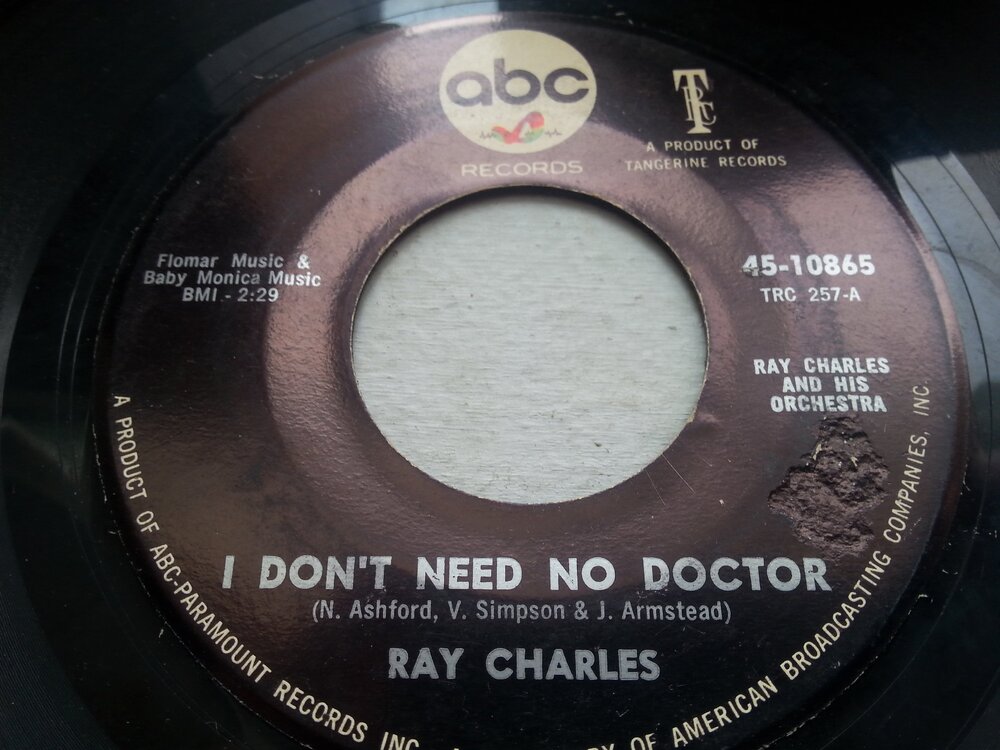 abc
RECORDS
TRC
A PRODUCT OF
TANGERINE RECORDS
Flomar Music &
Baby Monica Music
BMI - 2:29
45-10865
TRC 257-A
RAY CHARLES
AND HIS
ORCHESTRA
I DON'T NEED NO DOCTOR
(N. Ashford, V. Simpson & J. Armstead)
RAY CHARLES
A PRODUCT OF ABC-PARAMOUNT RECORDS INC. OF AMERICAN BROADCASTING COMPANIES, INC.